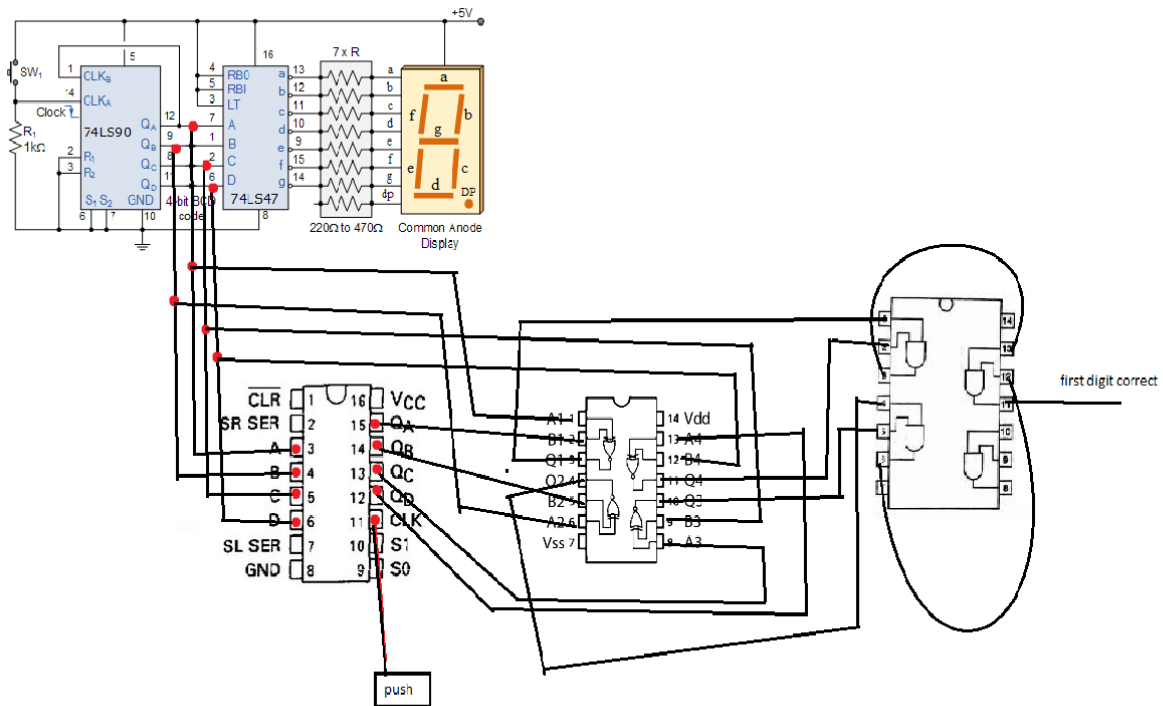 +5V
SW1
R1
1kΩ
Clock
1
CLKB
14
CLKA
5
74LS90
12
QA
9
QB
8
QC
11
QD
2
R1
3
R2
S1 S2
GND
6
7
10
4-bit BCD
code
16
4
RB0
5
RBI
3
LT
7
A
1
B
2
C
6
D
74LS47
8
a
13
b
12
c
11
d
10
e
9
f
15
g
14
7 x R
220Ω to 470Ω
a
b
c
d
e
f
g
dp
a
f
b
g
e
c
d
DP
Common Anode
Display
CLR 1 16 VCC
SR SER 2 15 QA
A 3 14 QB
B 4 13 QC
C 5 12 QD
D 6 11 CLK
SL SER 7 10 S1
GND 8 9 S0
push
A1 1 14 Vdd
B1 2 13 A4
Q1 3 12 B4
Q2 4 11 Q4
B2 5 10 Q3
A2 6 9 B3
Vss 7 8 A3
14
13
12
10
9
8
first digit correct